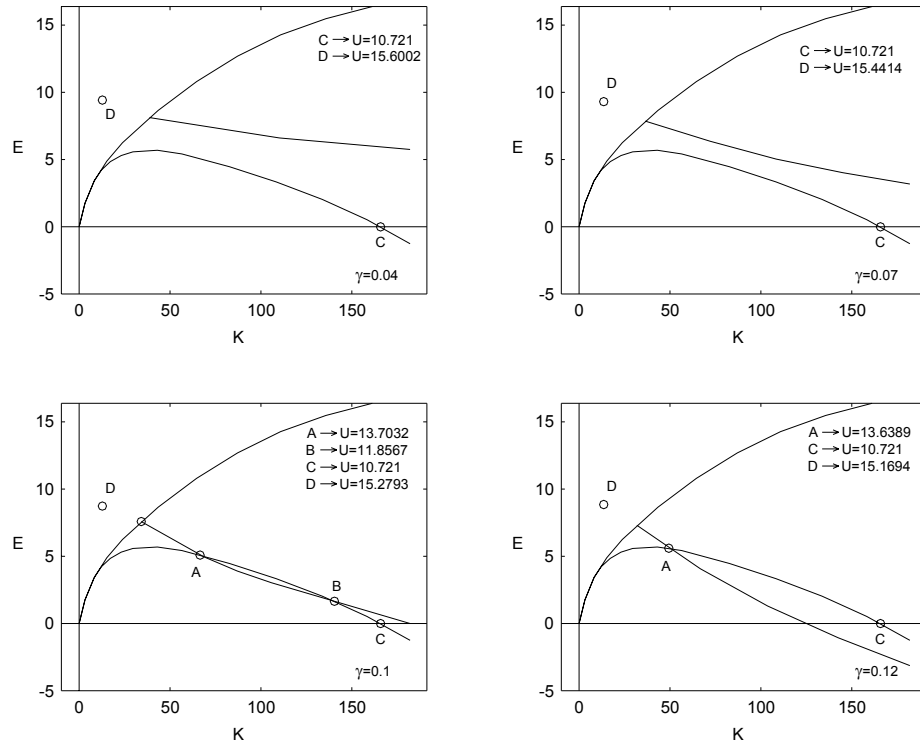 15
10
E
5
0
-5
0
50
100
150
K
C → U=10.721
D → U=15.6002
D
C
γ=0.04
15
10
E
5
0
-5
0
50
100
150
K
C → U=10.721
D → U=15.4414
D
C
γ=0.07
15
10
E
5
0
-5
0
50
100
150
K
A → U=13.7032
B → U=11.8567
C → U=10.721
D → U=15.2793
D
A
B
C
γ=0.1
15
10
E
5
0
-5
0
50
100
150
K
A → U=13.6389
C → U=10.721
D → U=15.1694
D
A
C
γ=0.12